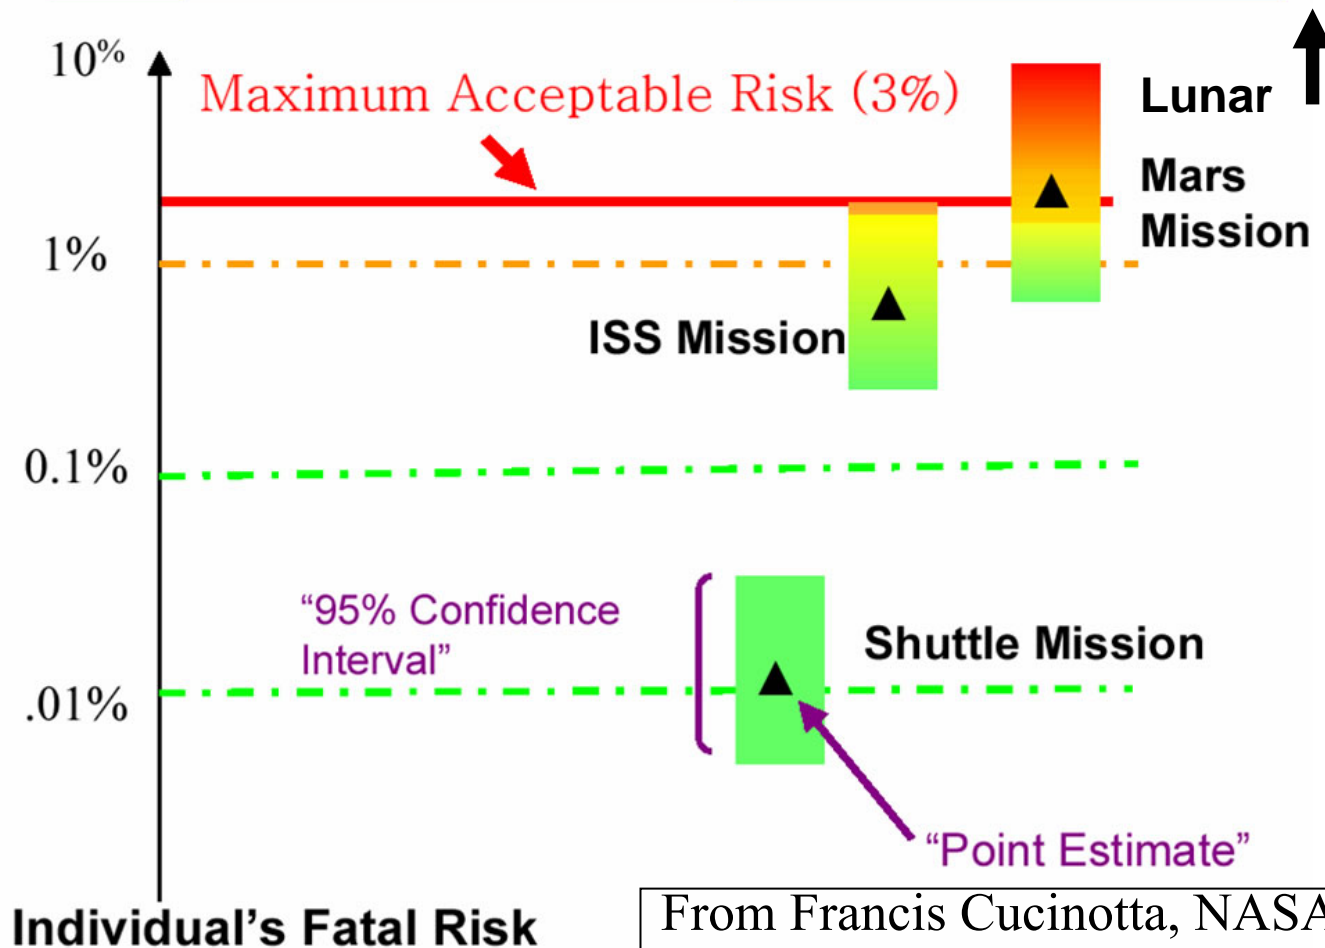 10%
Maximum Acceptable Risk (3%)
Lunar
Mars
Mission
1%
ISS Mission
0.1%
“95% Confidence
Interval”
Shuttle Mission
.01%
“Point Estimate”
Individual’s Fatal Risk
From Francis Cucinotta, NASA